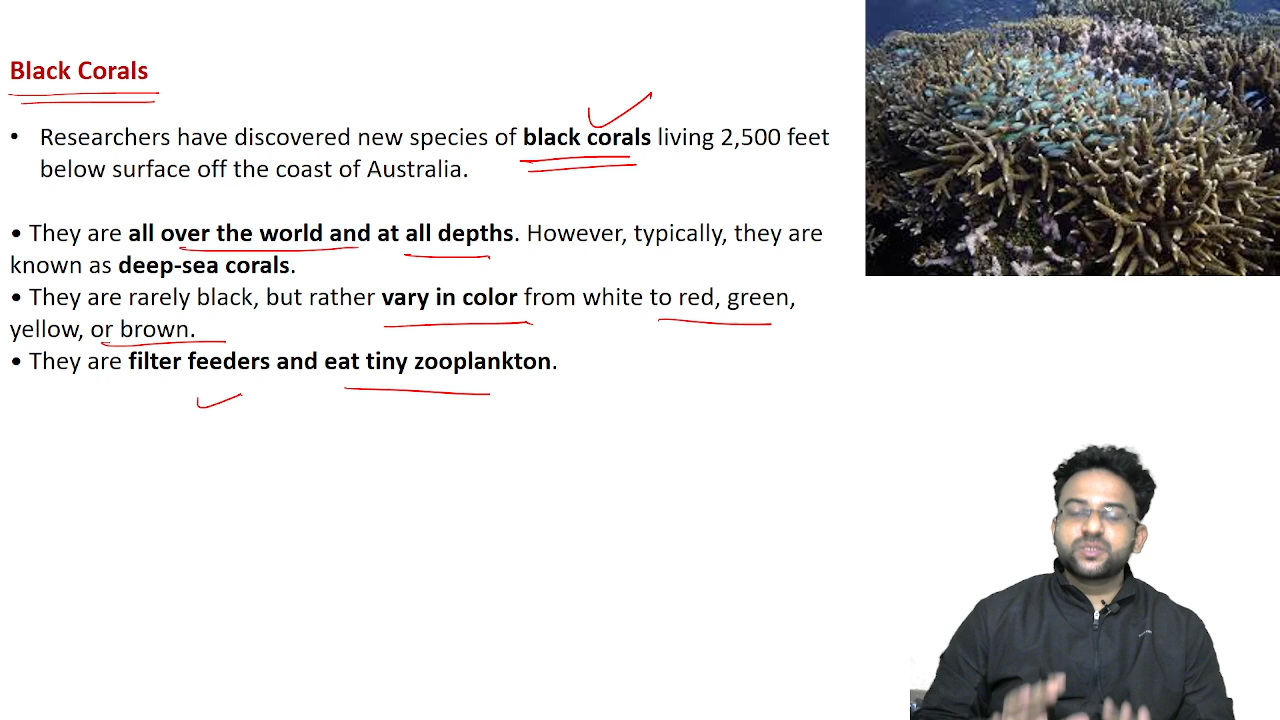 Black Corals
• Researchers have discovered new species of black corals living 2,500 feet
below surface off the coast of Australia.
• They are all over the world and at all depths. However, typically, they are
known as deep-sea corals.
• They are rarely black, but rather vary in color from white to red, green,
yellow, or brown.
• They are filter feeders and eat tiny zooplankton.